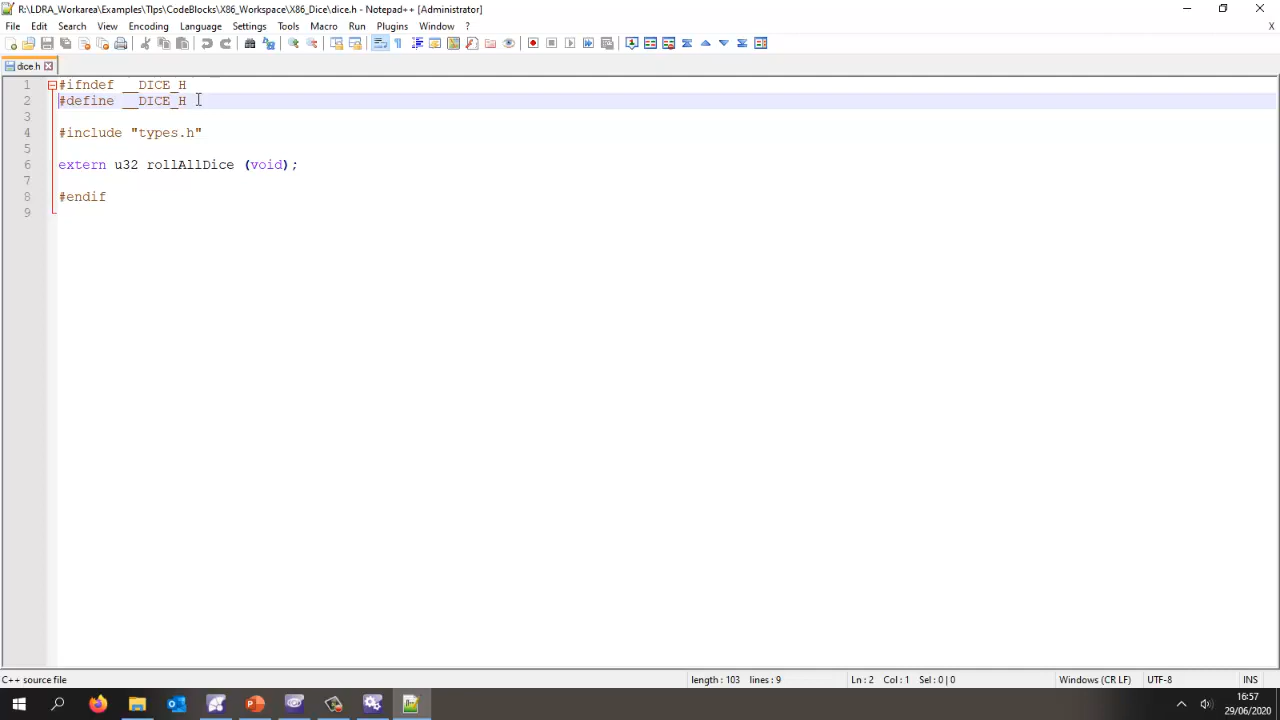 R:\LDRA_Workarea\Examples\TIps\CodeBlocks\X86_Workspace\X86_Dice\dice.h - Notepad++ [Administrator]
File Edit Search View Encoding Language Settings Tools Macro Run Plugins Window ?
X
dice.h
1 #ifndef __DICE_H
2 #define __DICE_H
3
4 #include "types.h"
5
6 extern u32 rollAllDice (void);
7
8 #endif
9
C++ source file length : 103 lines : 9 Ln : 2 Col : 1 Sel : 0 | 0 Windows (CR LF) UTF-8 INS
16:57
29/06/2020